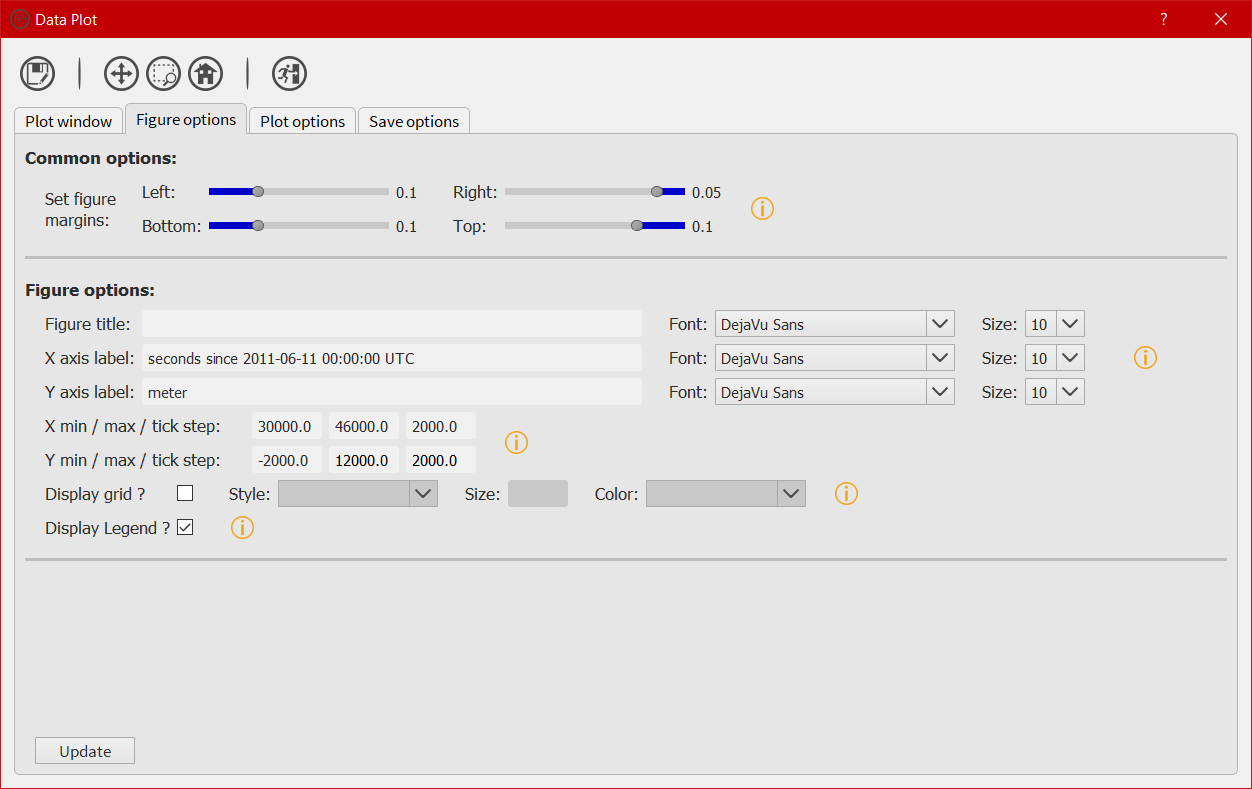 Data Plot ?
Plot window Figure options Plot options Save options
Common options:
Set figure margins:
Left: 0.1 Right: 0.05
Bottom: 0.1 Top: 0.1
Figure options:
Figure title: Font: DejaVu Sans Size: 10
X axis label: seconds since 2011-06-11 00:00:00 UTC Font: DejaVu Sans Size: 10
Y axis label: meter Font: DejaVu Sans Size: 10
X min / max / tick step: 30000.0 46000.0 2000.0
Y min / max / tick step: -2000.0 12000.0 2000.0
Display grid ? Style: Size: Color:
Display Legend ?
Update